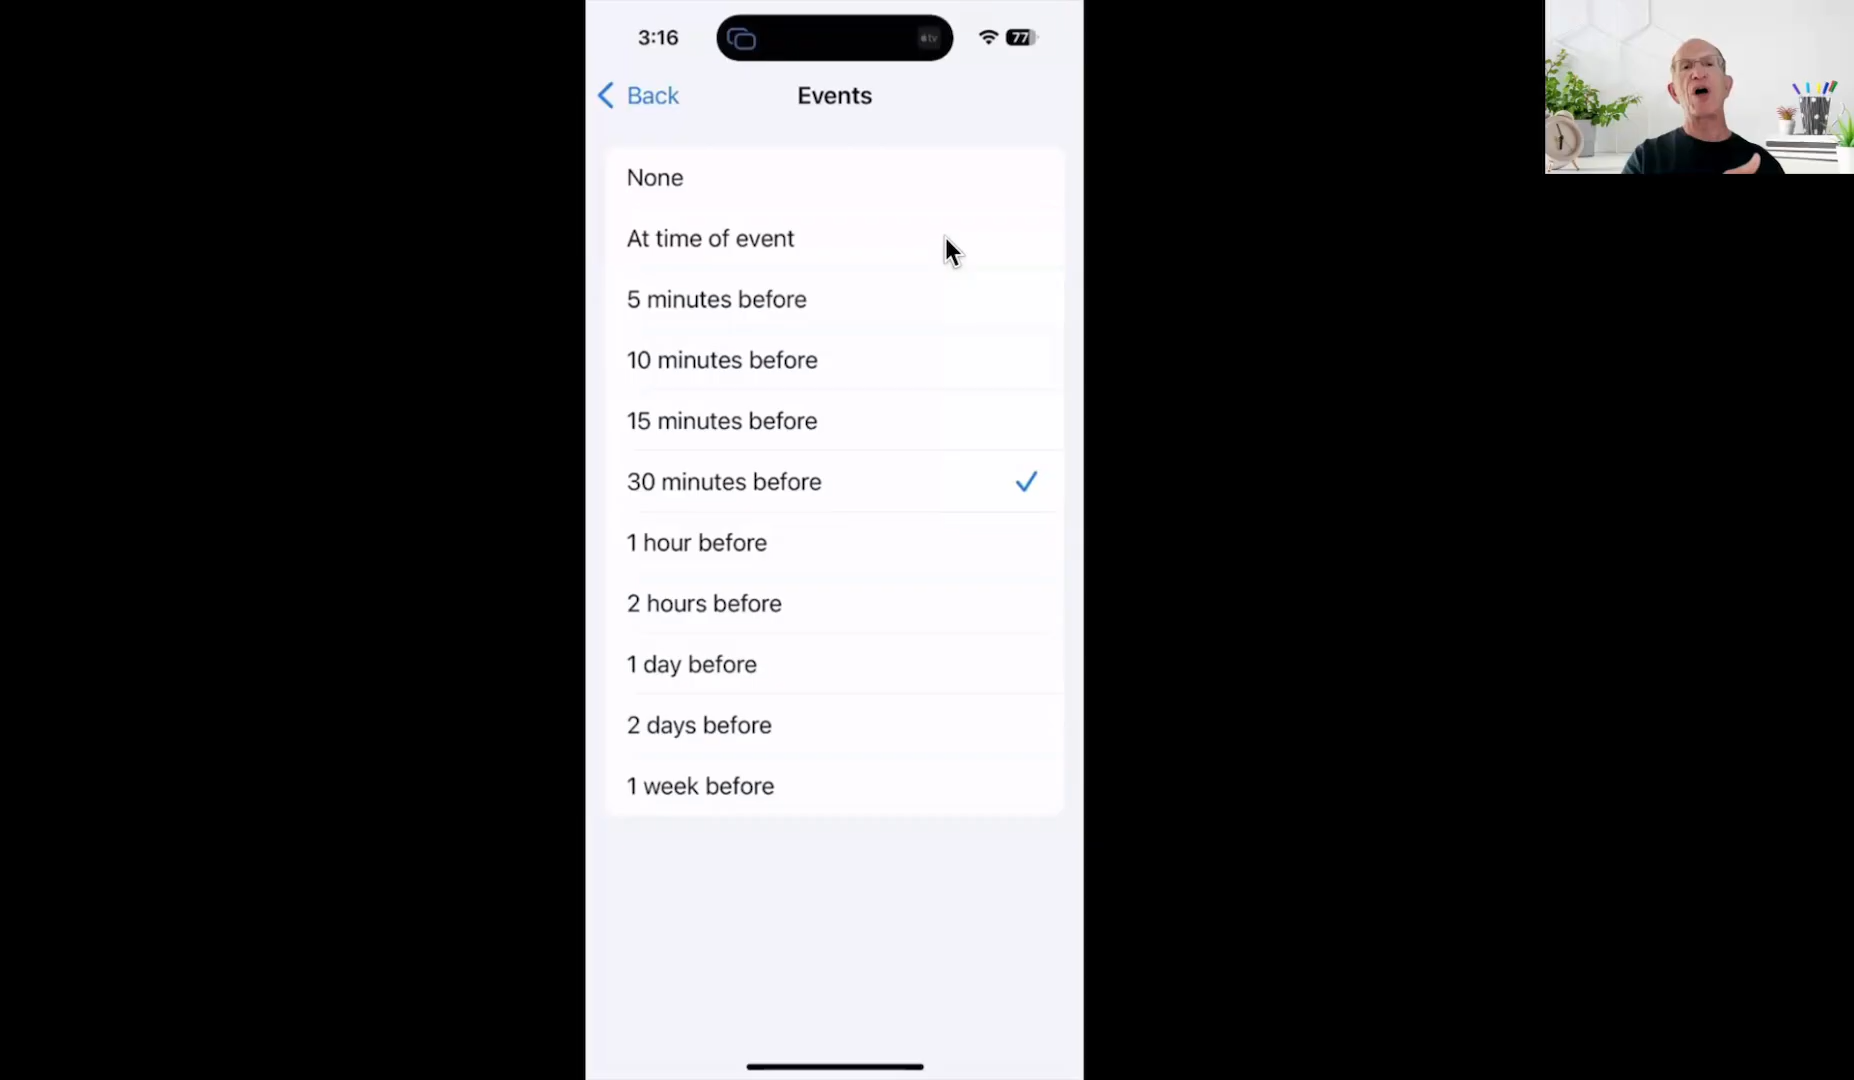 3:16
tv
77
Back
Events
None
At time of event
5 minutes before
10 minutes before
15 minutes before
30 minutes before
1 hour before
2 hours before
1 day before
2 days before
1 week before